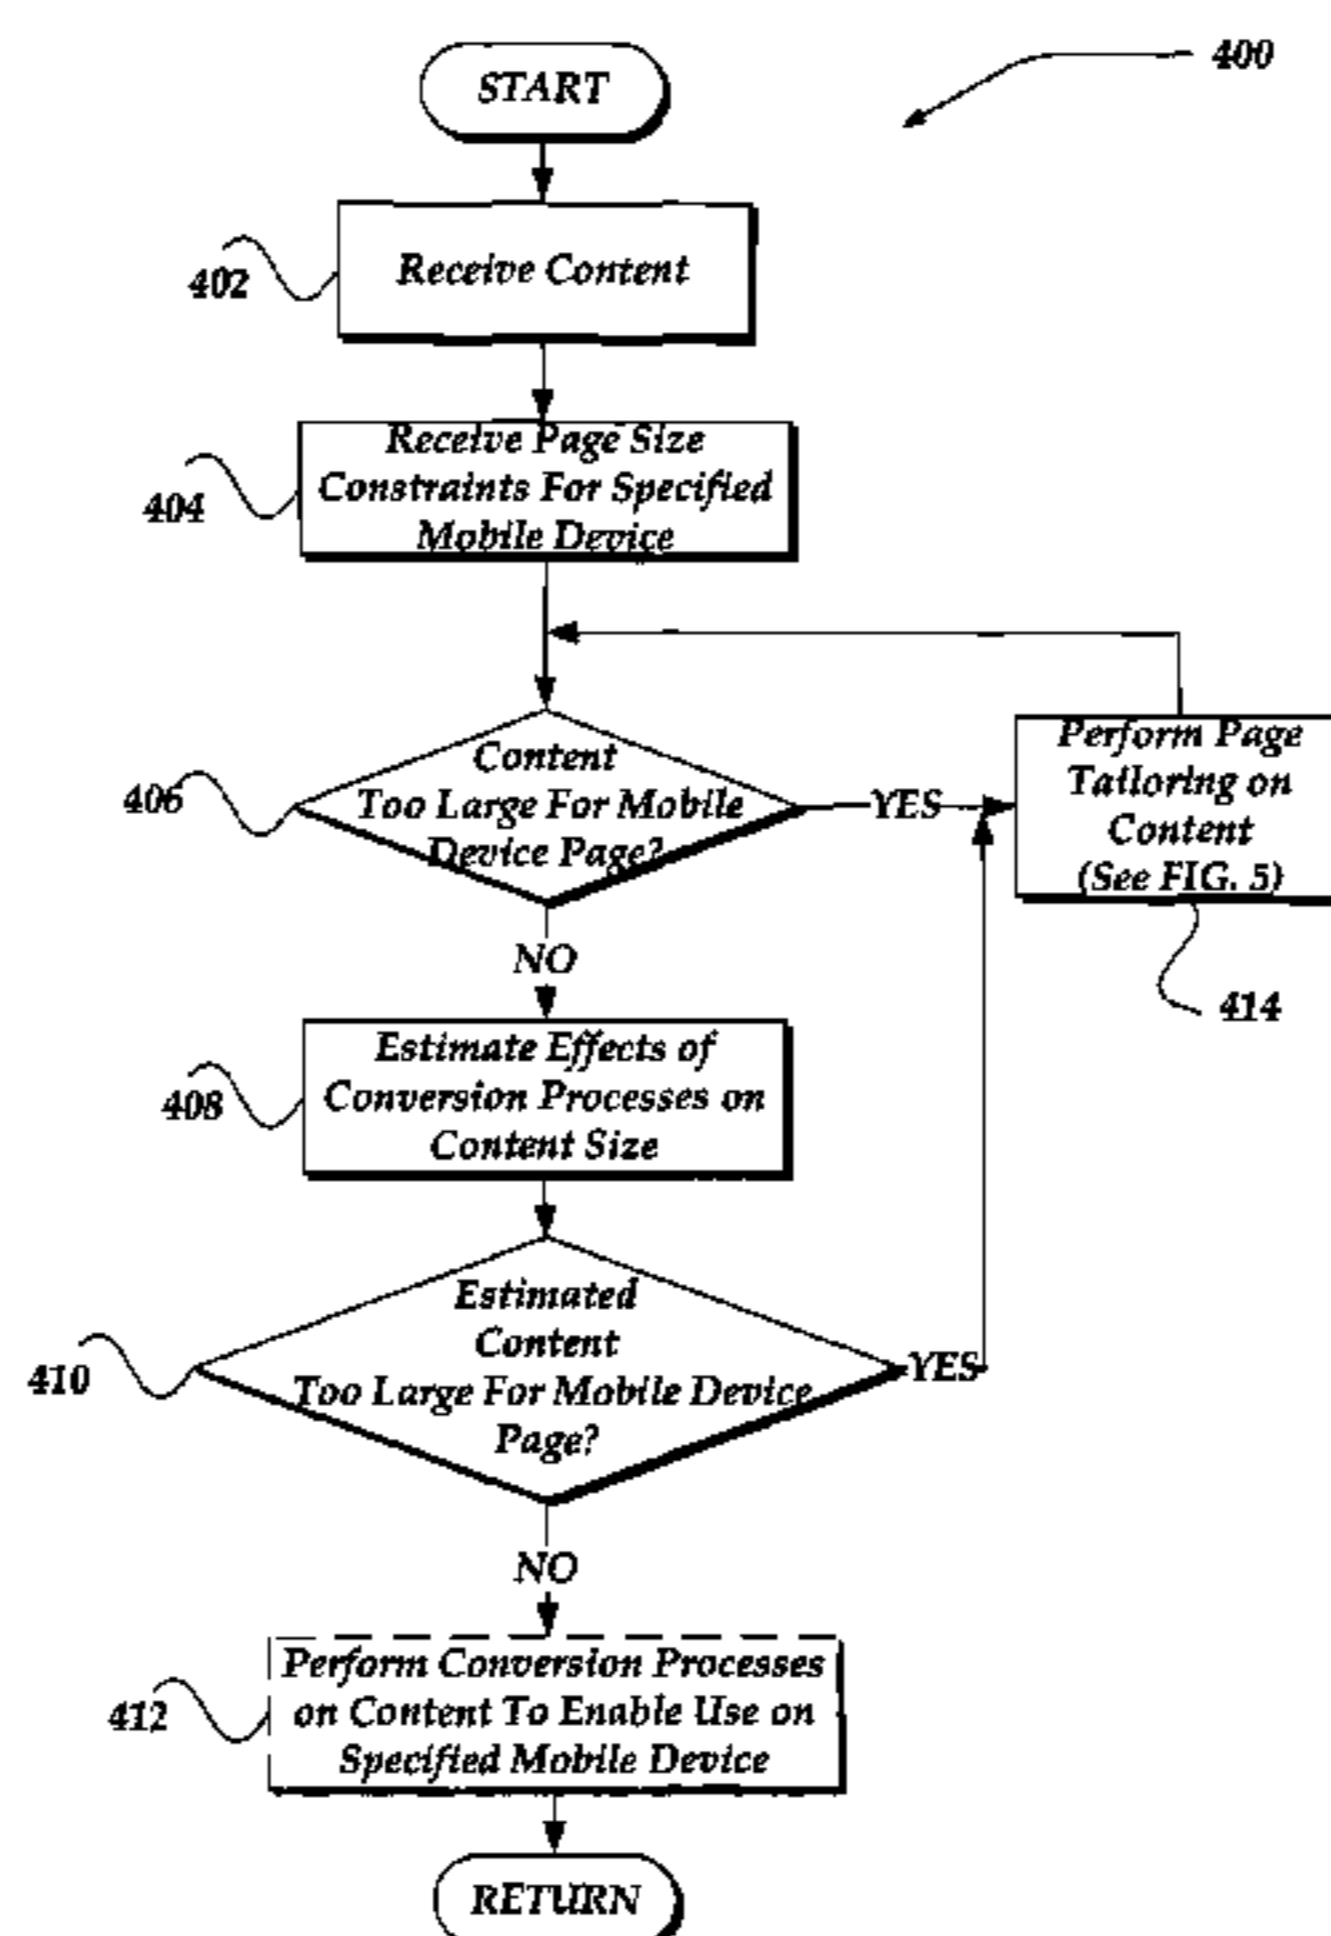 400
START
402
Receive Content
404
Receive Page Size
Constraints For Specified
Mobile Device
406
Content
Too Large For Mobile
Device Page?
YES
Perform Page
Tailoring on
Content
(See FIG. 5)
414
NO
408
Estimate Effects of
Conversion Processes on
Content Size
410
Estimated
Content
Too Large For Mobile Device
Page?
YES
NO
412
Perform Conversion Processes
on Content To Enable Use on
Specified Mobile Device
RETURN